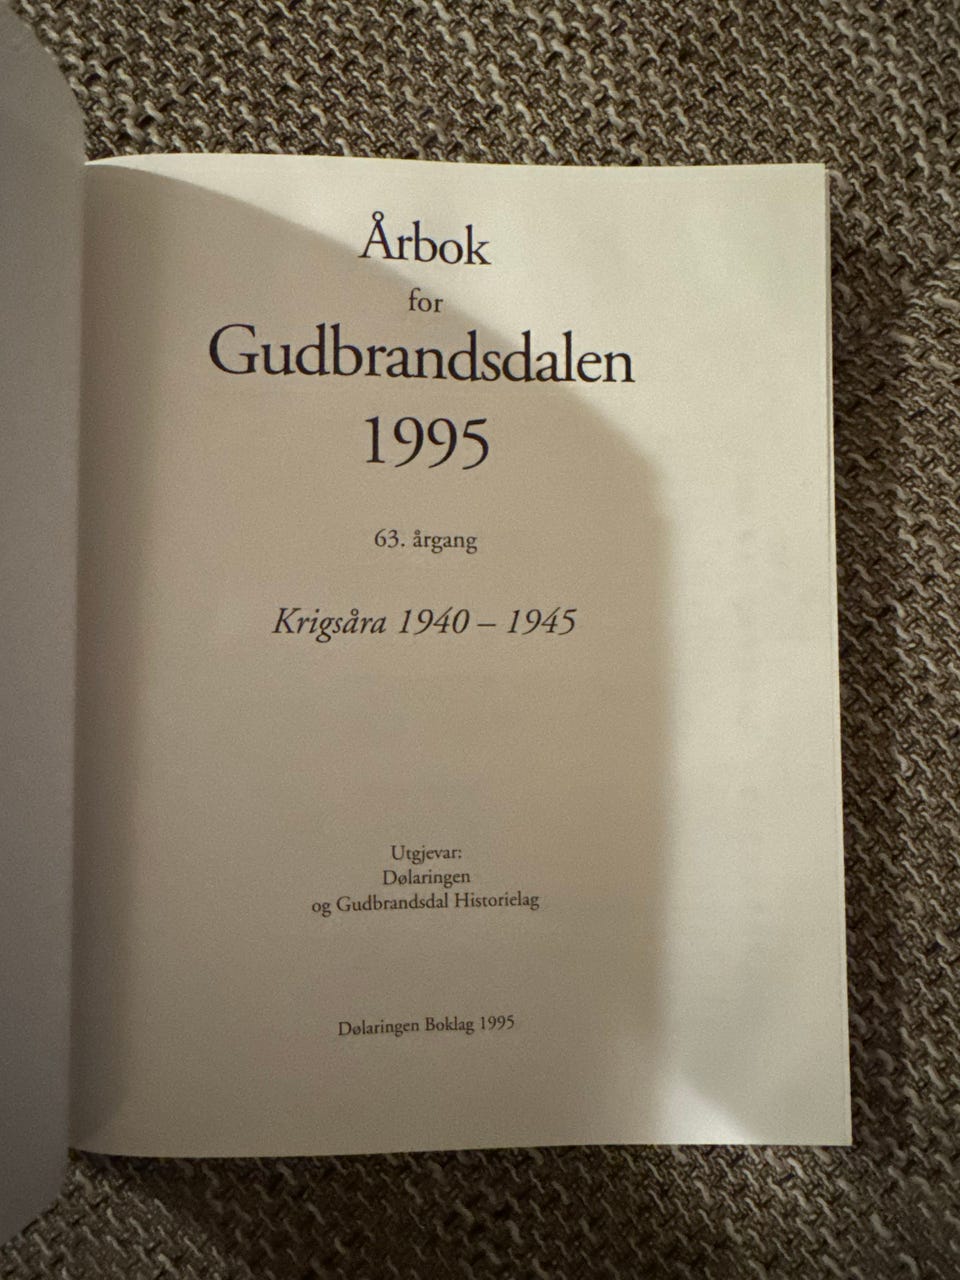 Årbok
for
Gudbrandsdalen
1995
63. årgang
Krigsåra 1940 – 1945
Utgjevar:
Dølaringen
og Gudbrandsdal Historielag
Dølaringen Boklag 1995